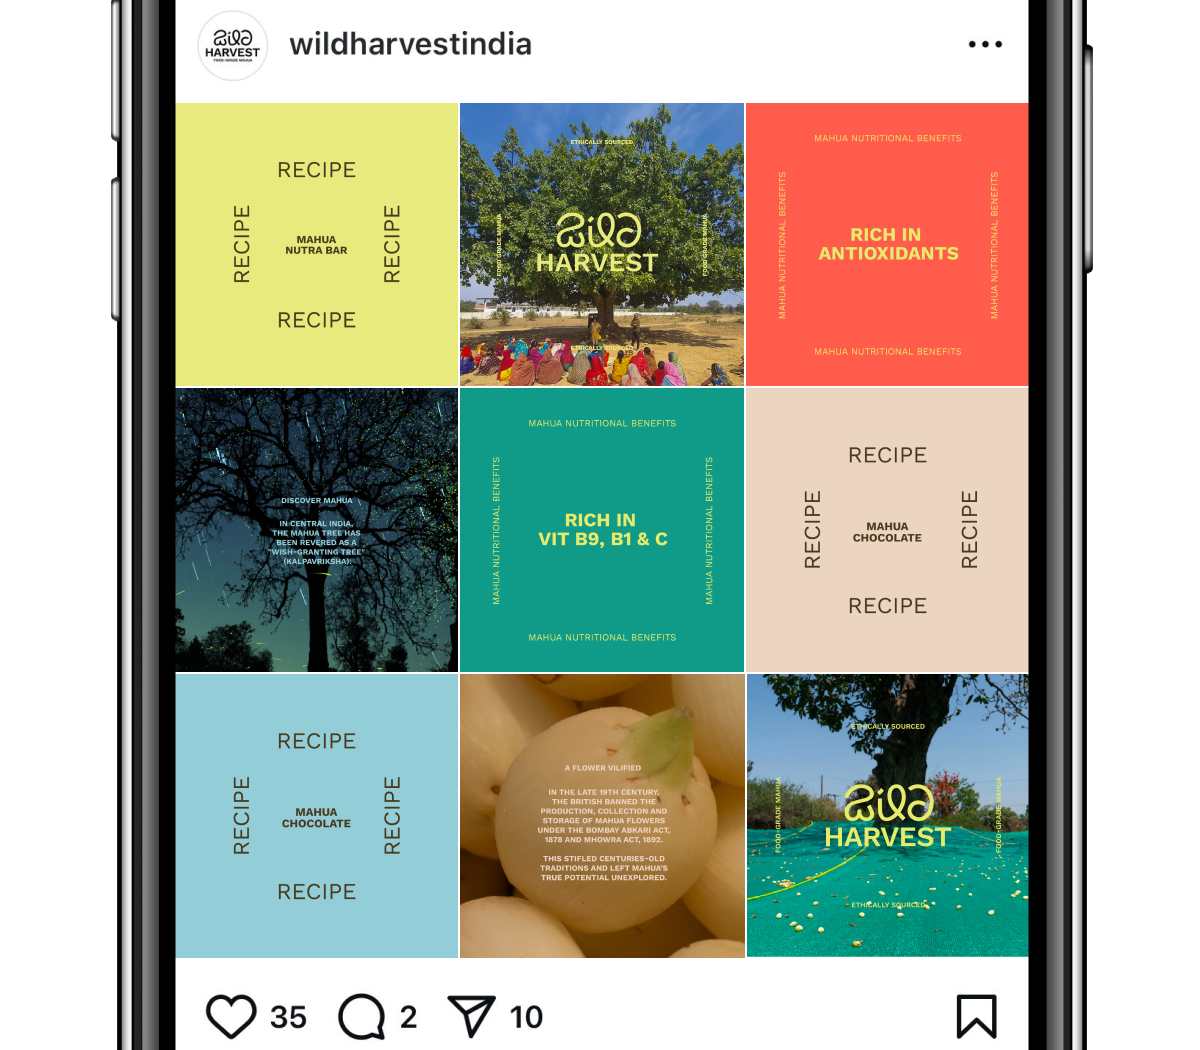 wild
HARVEST
FOOD-GRADE MAHUA
wildharvestindia
RECIPE
RECIPE
MAHUA
NUTRA BAR
RECIPE
RECIPE
ETHICALLY SOURCED
FOOD GRADE MAHUA
wild
HARVEST
FOOD GRADE MAHUA
ETHICALLY SOURCED
MAHUA NUTRITIONAL BENEFITS
MAHUA NUTRITIONAL BENEFITS
RICH IN
ANTIOXIDANTS
MAHUA NUTRITIONAL BENEFITS
MAHUA NUTRITIONAL BENEFITS
DISCOVER MAHUA
IN CENTRAL INDIA,
THE MAHUA TREE HAS
BEEN REVERED AS A
"WISH-GRANTING TREE"
(KALPAVRIKSHA).
MAHUA NUTRITIONAL BENEFITS
MAHUA NUTRITIONAL BENEFITS
RICH IN
VIT B9, B1 & C
MAHUA NUTRITIONAL BENEFITS
MAHUA NUTRITIONAL BENEFITS
RECIPE
RECIPE
MAHUA
CHOCOLATE
RECIPE
RECIPE
RECIPE
RECIPE
MAHUA
CHOCOLATE
RECIPE
RECIPE
A FLOWER VILIFIED
IN THE LATE 19TH CENTURY,
THE BRITISH BANNED THE
PRODUCTION, COLLECTION AND
STORAGE OF MAHUA FLOWERS
UNDER THE BOMBAY ABKARI ACT,
1878 AND MHOWRA ACT, 1892.
THIS STIFLED CENTURIES-OLD
TRADITIONS AND LEFT MAHUA'S
TRUE POTENTIAL UNEXPLORED.
ETHICALLY SOURCED
FOOD-GRADE MAHUA
wild
HARVEST
FOOD-GRADE MAHUA
ETHICALLY SOURCED
35
2
10